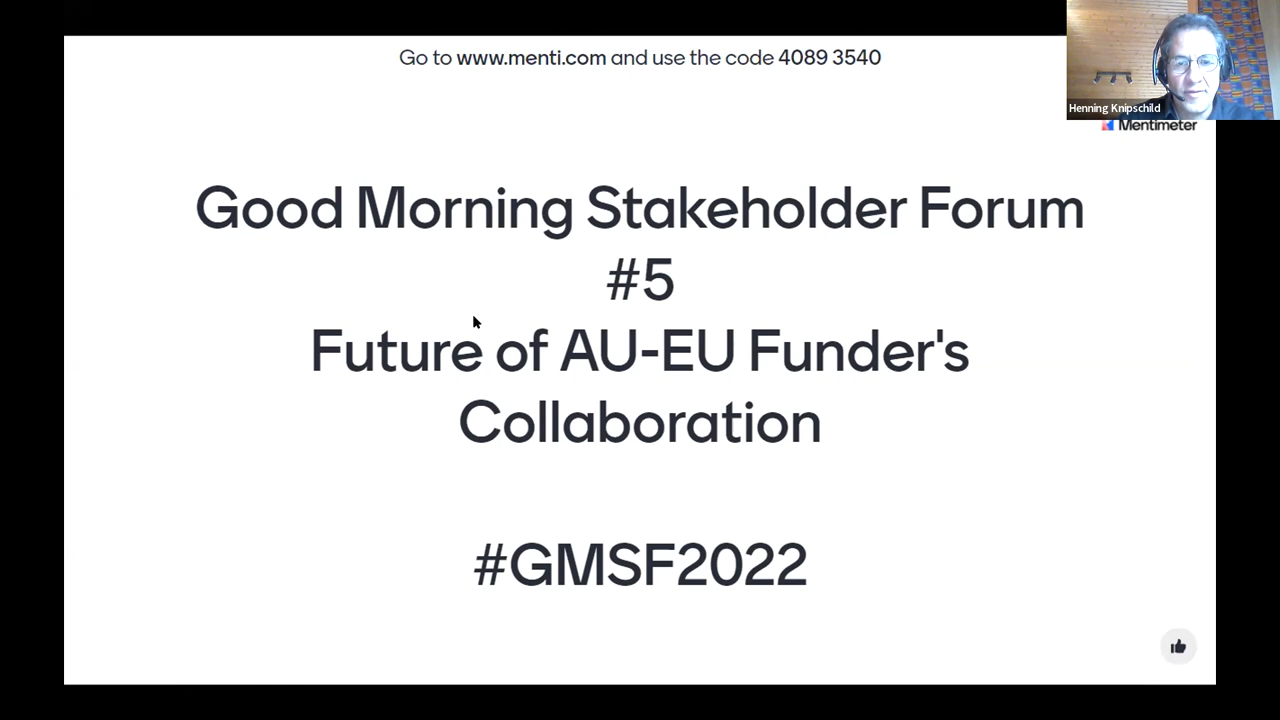 Go to www.menti.com and use the code 4089 3540
Henning Knipschild
Mentimeter
Good Morning Stakeholder Forum
#5
Future of AU-EU Funder's
Collaboration
#GMSF2022